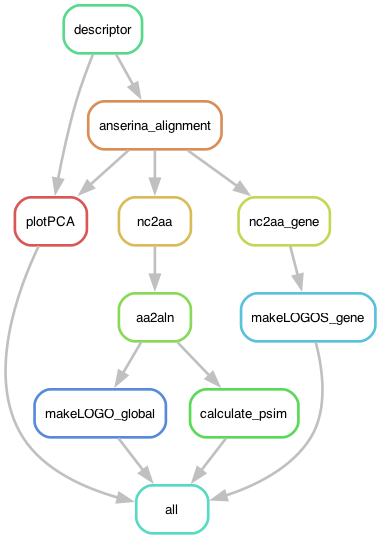 descriptor
anserina_alignment
plotPCA
nc2aa
nc2aa_gene
aa2aln
makeLOGOS_gene
makeLOGO_global
calculate_psim
all